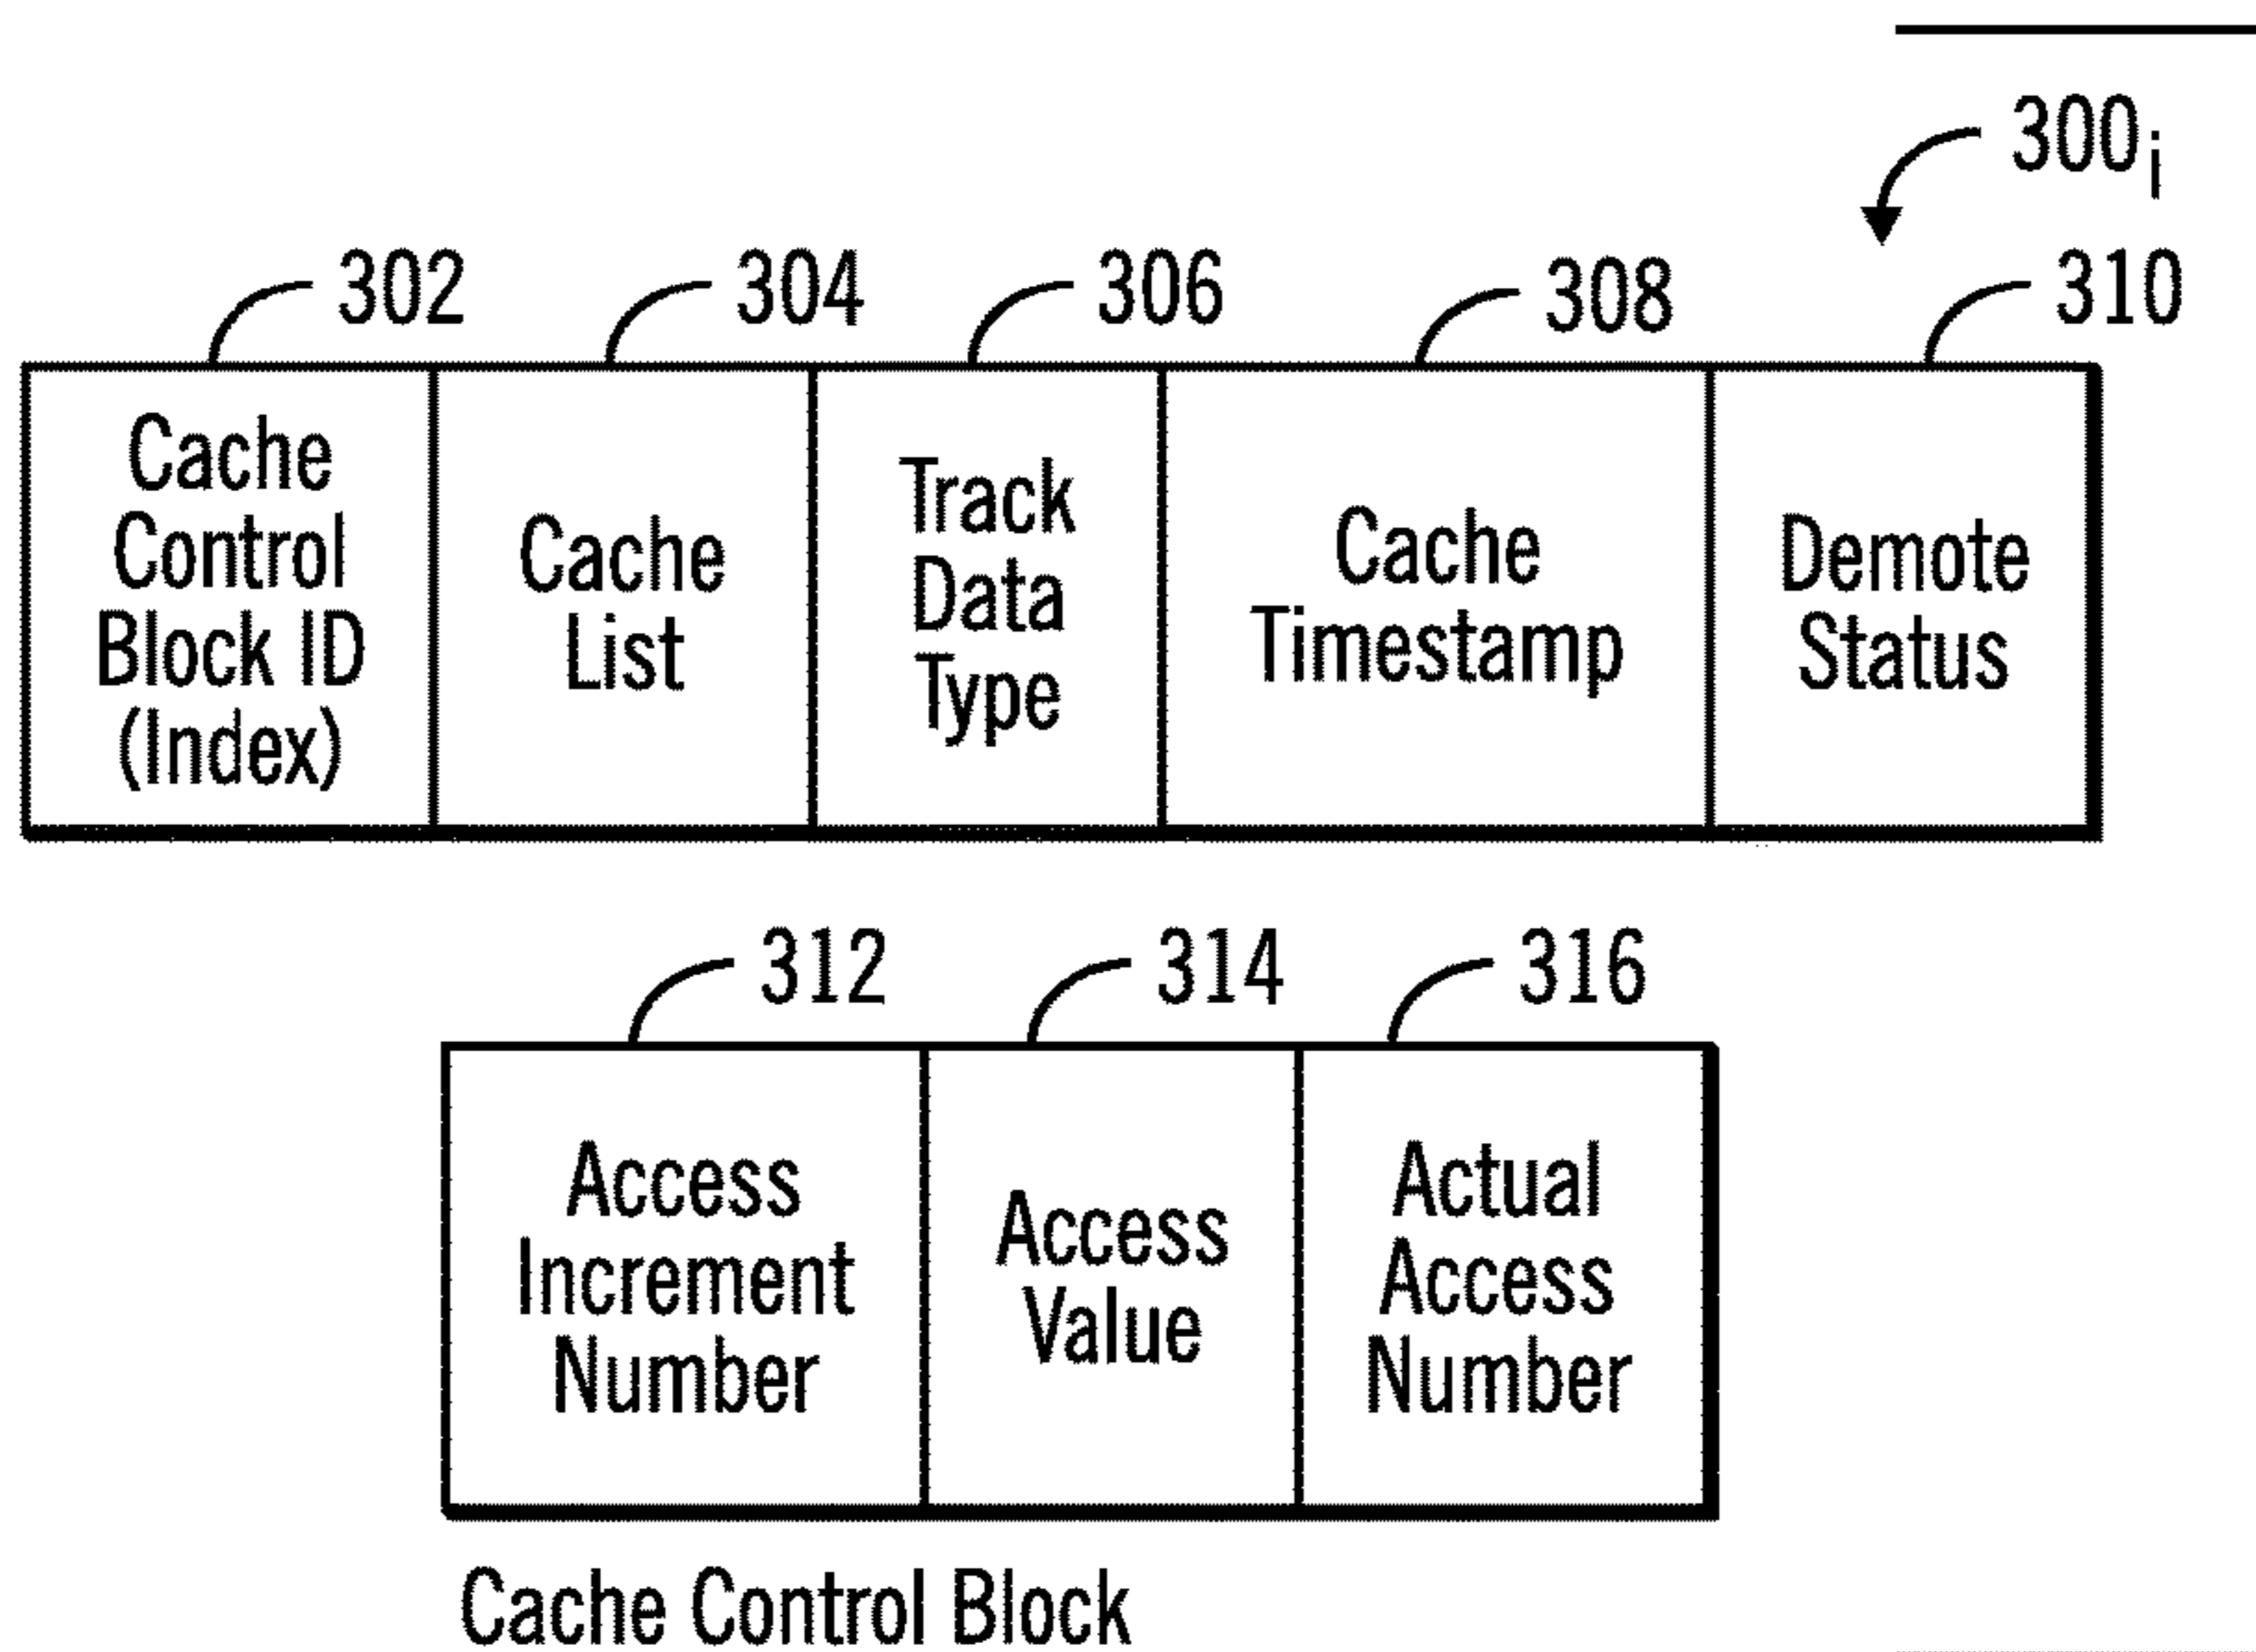 300i
302
304
306
308
310
Cache
Control
Block ID
(Index)
Cache
List
Track
Data
Type
Cache
Timestamp
Demote
Status
312
314
316
Access
Increment
Number
Access
Value
Actual
Access
Number
Cache Control Block